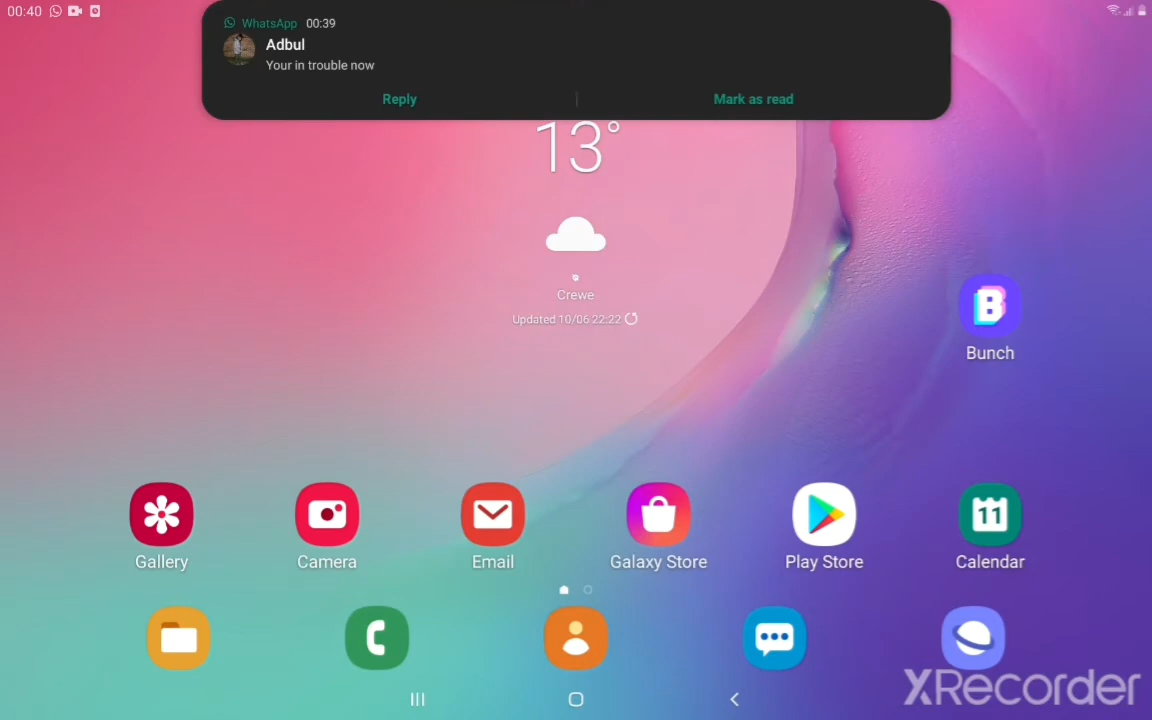 00:40
WhatsApp 00:39
Adbul
Your in trouble now
Reply
Mark as read
13°
Crewe
Updated 10/06 22:22
B
Bunch
11
Gallery
Camera
Email
Galaxy Store
Play Store
Calendar
XRecorder